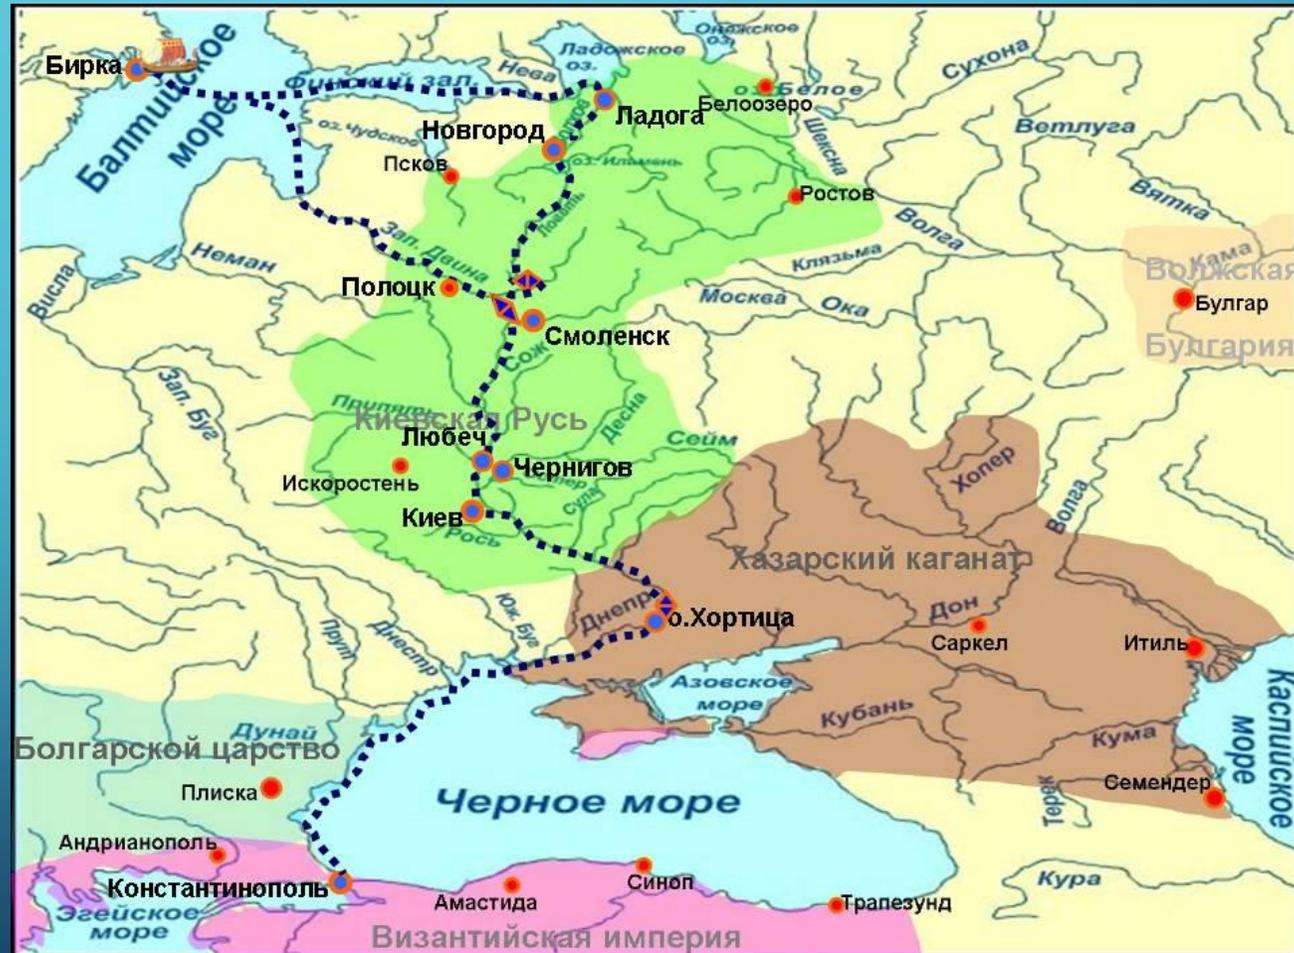 Бирка
Балтийское
море
Финский зал.
Нева
Ладожское
оз.
Онежское
оз.
Сухона
оз. Белое
Белоозеро
Ладога
Новгород
оз. Чудское
Псков
оз. Ильмень
Шексна
Ветлуга
Ростов
Вятка
Волга
Ловать
Зап. Двина
Неман
Висла
Полоцк
Клязьма
Москва
Ока
Кама
Волжская
Булгар
Булгария
Смоленск
Сож
Зап. Буг
Припять
Киевская Русь
Десна
Любеч
Сейм
Чернигов
Искоростень
Сула
Киев
Рось
Хопер
Волга
Хазарский каганат
Днепр
о.Хортица
Юж. Буг
Прут
Днестр
Дон
Саркел
Итиль
Азовское
море
Кубань
Кума
Каспийское
море
Дунай
Болгарской царство
Плиска
Семендер
Терек
Черное море
Андрианополь
Константинополь
Эгейское
море
Амастида
Синоп
Трапезунд
Кура
Византийская империя